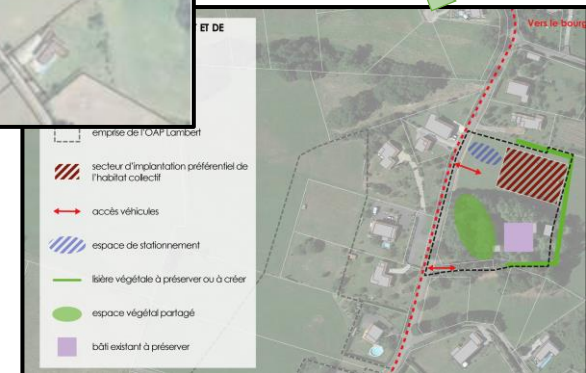 ET DE
Vers le bourg
emprise de l'OAP Lambert
secteur d'implantation préférentiel de
l'habitat collectif
accès véhicules
espace de stationnement
lisière végétale à préserver ou à créer
espace végétal partagé
bâti existant à préserver